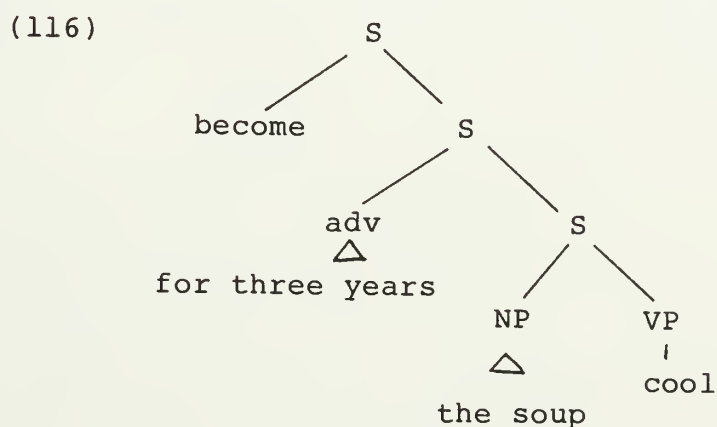 (116)
S
become S
adv S
for three years
NP VP
cool
the soup